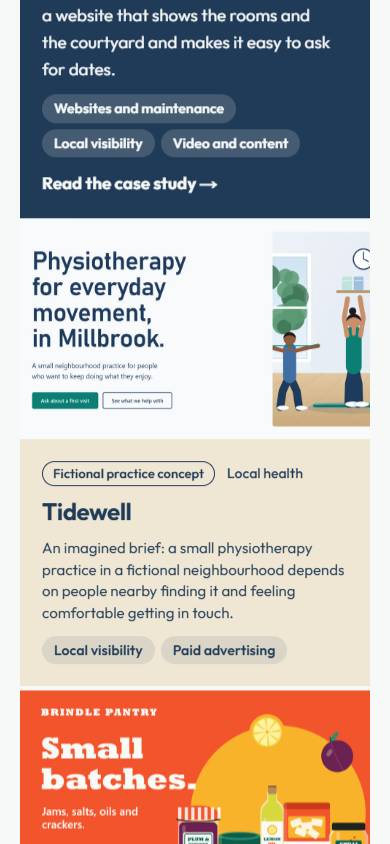 a website that shows the rooms and
the courtyard and makes it easy to ask
for dates.
Websites and maintenance
Local visibility
Video and content
Read the case study →
Physiotherapy
for everyday
movement,
in Millbrook.
A small neighbourhood practice for people
who want to keep doing what they enjoy.
Ask about a first visit
See what we help with
Fictional practice concept
Local health
Tidewell
An imagined brief: a small physiotherapy
practice in a fictional neighbourhood depends
on people nearby finding it and feeling
comfortable getting in touch.
Local visibility
Paid advertising
BRINDLE PANTRY
Small
batches.
Jams, salts, oils and
crackers.
LEMON
PLUM &